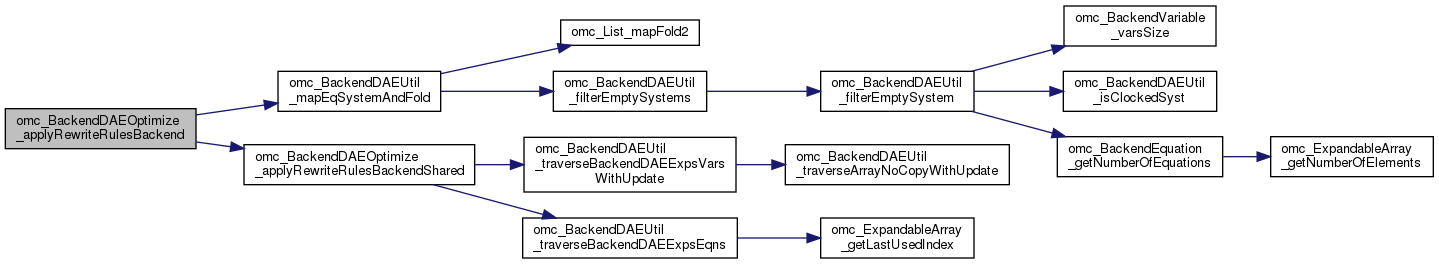 omc_BackendDAEOptimize
_applyRewriteRulesBackend
omc_BackendDAEUtil
_mapEqSystemAndFold
omc_List_mapFold2
omc_BackendDAEUtil
_filterEmptySystems
omc_BackendDAEUtil
_filterEmptySystem
omc_BackendVariable
_varsSize
omc_BackendDAEUtil
_isClockedSyst
omc_BackendEquation
_getNumberOfEquations
omc_ExpandableArray
_getNumberOfElements
omc_BackendDAEOptimize
_applyRewriteRulesBackendShared
omc_BackendDAEUtil
_traverseBackendDAEExpsVars
WithUpdate
omc_BackendDAEUtil
_traverseArrayNoCopyWithUpdate
omc_BackendDAEUtil
_traverseBackendDAEExpsEqns
omc_ExpandableArray
_getLastUsedIndex